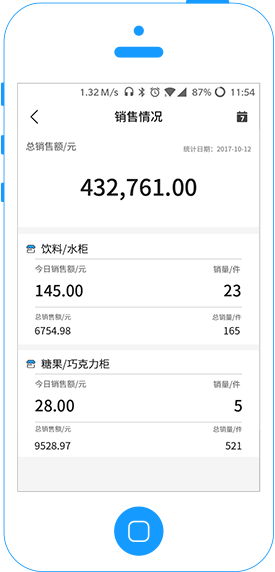 1.32 M/s 87% 11:54
销售情况 7
总销售额/元 统计日期：2017-10-12
432,761.00
饮料/水柜
今日销售额/元 销量/件
145.00 23
总销售额/元 总销量/件
6754.98 165
糖果/巧克力柜
今日销售额/元 销量/件
28.00 5
总销售额/元 总销量/件
9528.97 521